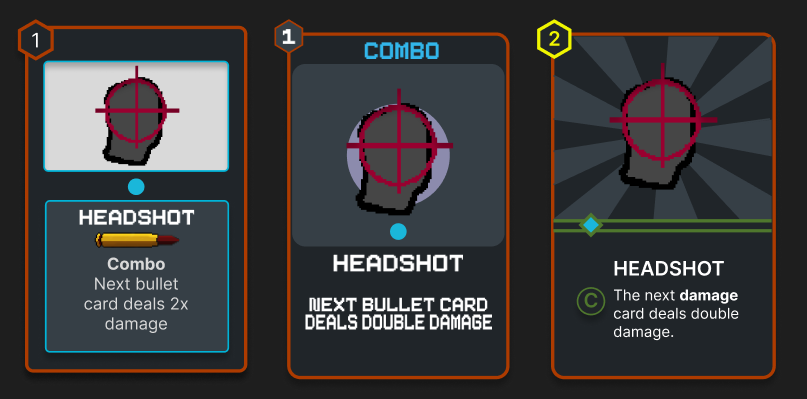 1
HEADSHOT
Combo
Next bullet
card deals 2x
damage
1
COMBO
HEADSHOT
NEXT BULLET CARD
DEALS DOUBLE DAMAGE
2
HEADSHOT
C
The next damage
card deals double
damage.